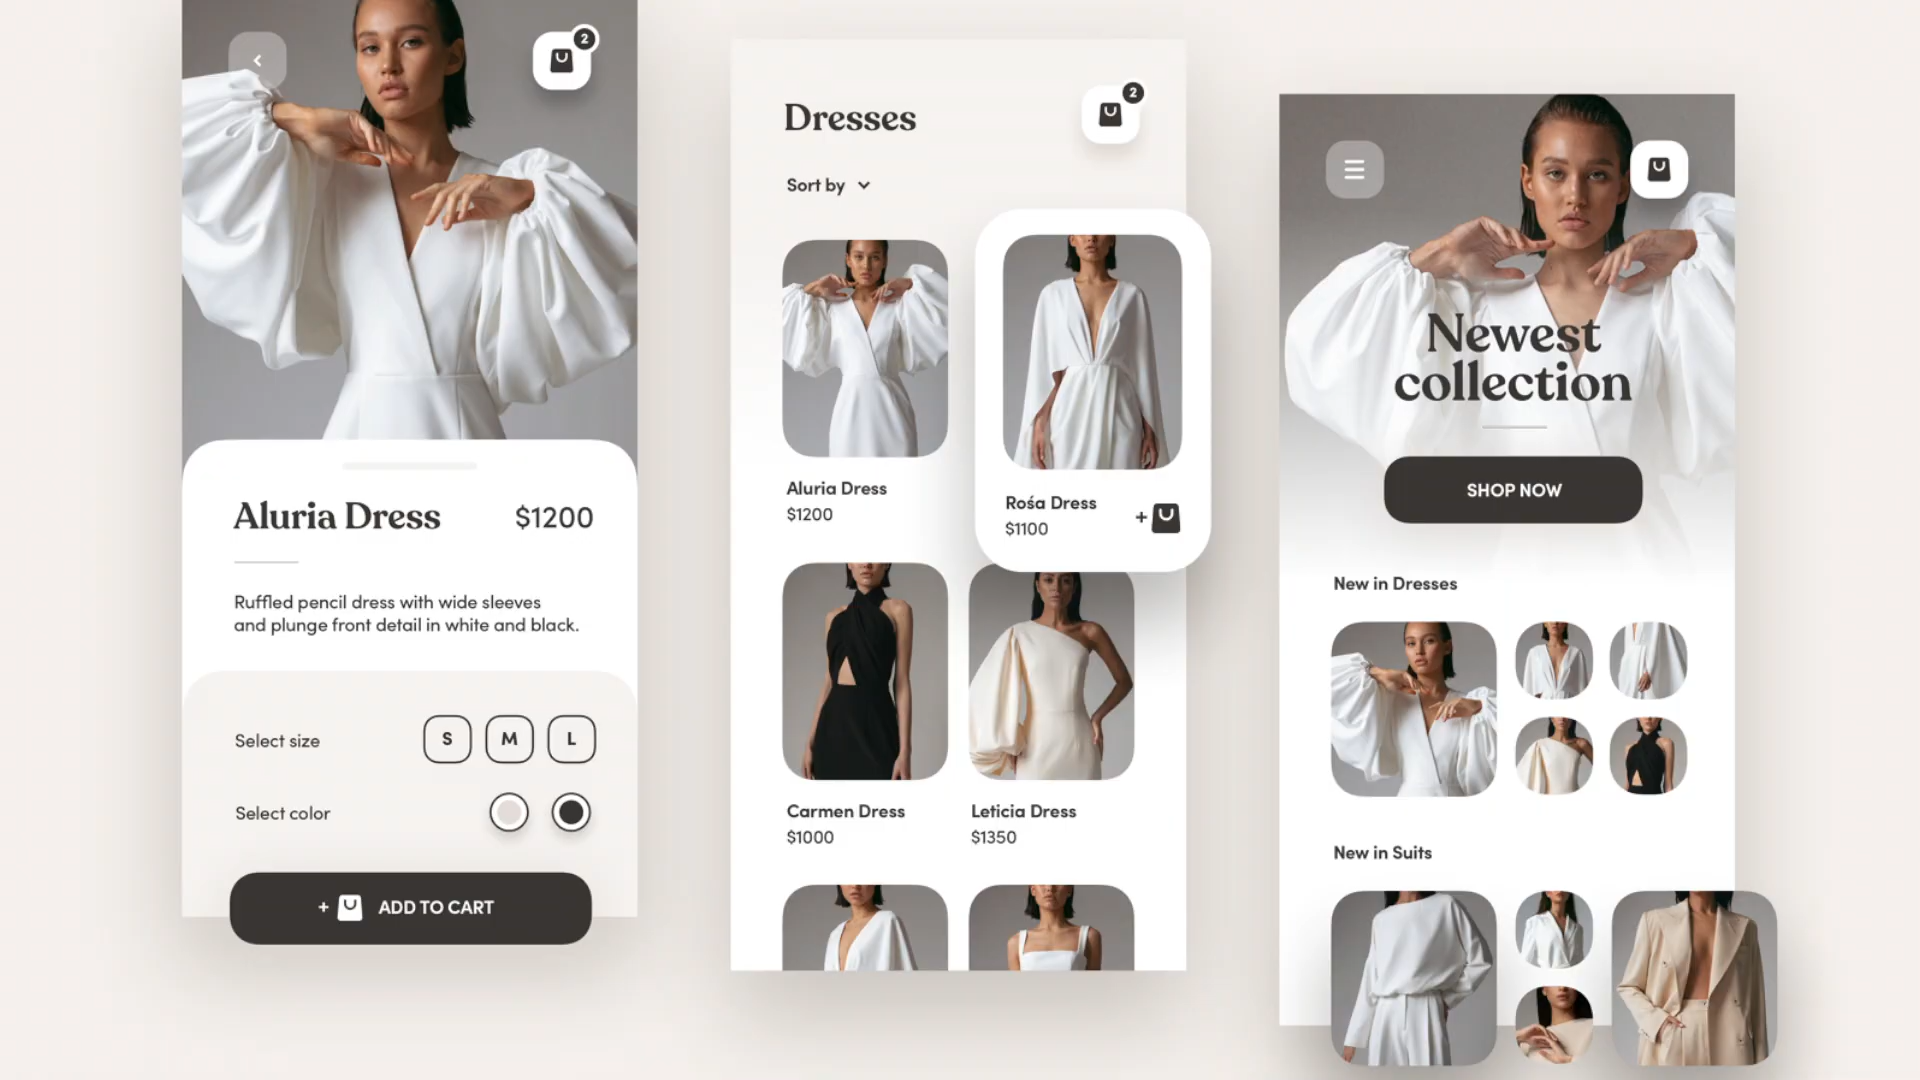 2
Aluria Dress
$1200
Ruffled pencil dress with wide sleeves
and plunge front detail in white and black.
Select size
S
M
L
Select color
+ ADD TO CART
Dresses
2
Sort by
Aluria Dress
$1200
Rośa Dress
$1100
+
Carmen Dress
$1000
Leticia Dress
$1350
Newest
collection
SHOP NOW
New in Dresses
New in Suits